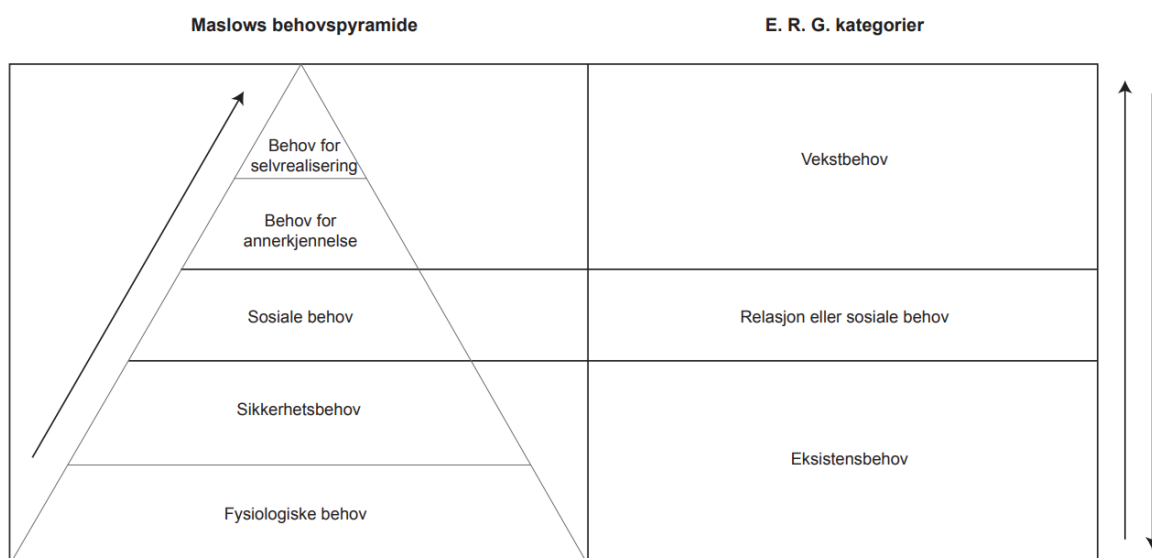 Maslows behovspyramide
E. R. G. kategorier
Behov for
selvrealisering
Vekstbehov
Behov for
annerkjennelse
Sosiale behov
Relasjon eller sosiale behov
Sikkerhetsbehov
Eksistensbehov
Fysiologiske behov